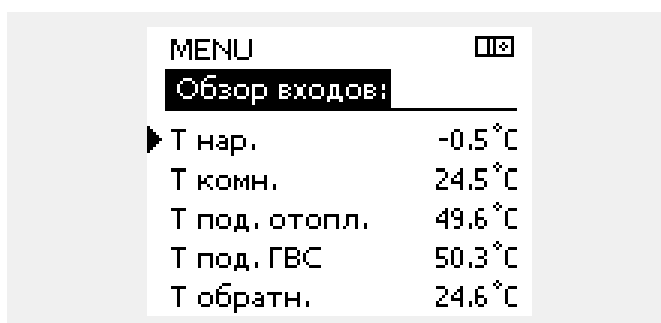 MENU
Обзор входов:
T нар. -0.5°C
T комн. 24.5°C
T под. отопл. 49.6°C
T под. ГВС 50.3°C
T обратн. 24.6°C